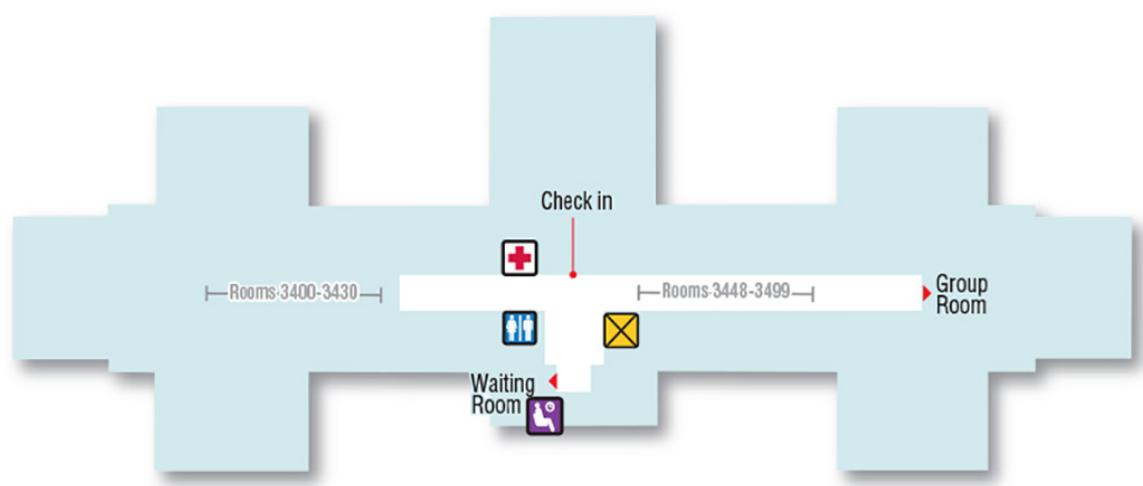 Check in
Rooms 3400-3430
Rooms 3448-3499
Group
Room
Waiting
Room